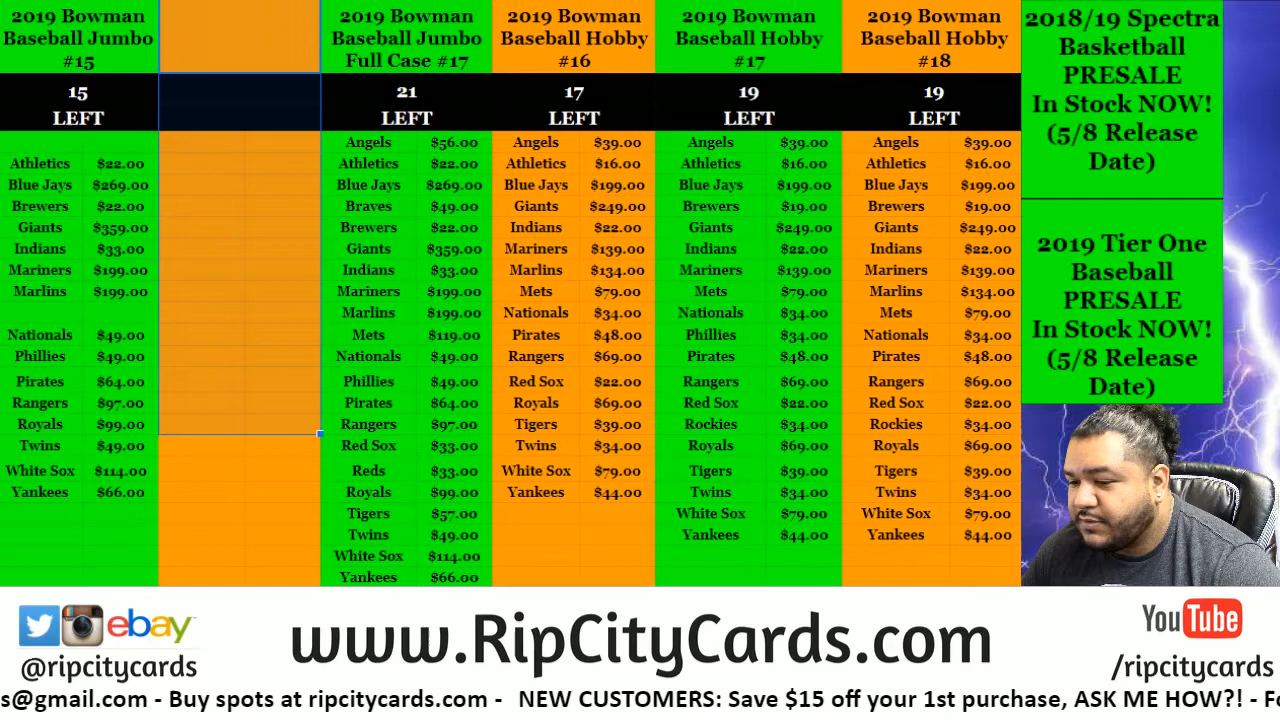 2019 Bowman
Baseball Jumbo
#15
15
LEFT
Athletics $22.00
Blue Jays $269.00
Brewers $22.00
Giants $359.00
Indians $33.00
Mariners $199.00
Marlins $199.00
Nationals $49.00
Phillies $49.00
Pirates $64.00
Rangers $97.00
Royals $99.00
Twins $49.00
White Sox $114.00
Yankees $66.00
2019 Bowman
Baseball Jumbo
Full Case #17
21
LEFT
Angels $56.00
Athletics $22.00
Blue Jays $269.00
Braves $49.00
Brewers $22.00
Giants $359.00
Indians $33.00
Mariners $199.00
Marlins $199.00
Mets $119.00
Nationals $49.00
Phillies $49.00
Pirates $64.00
Rangers $97.00
Red Sox $33.00
Reds $33.00
Royals $99.00
Tigers $57.00
Twins $49.00
White Sox $114.00
Yankees $66.00
2019 Bowman
Baseball Hobby
#16
17
LEFT
Angels $39.00
Athletics $16.00
Blue Jays $199.00
Giants $249.00
Indians $22.00
Mariners $139.00
Marlins $134.00
Mets $79.00
Nationals $34.00
Pirates $48.00
Rangers $69.00
Red Sox $22.00
Royals $69.00
Tigers $39.00
Twins $34.00
White Sox $79.00
Yankees $44.00
2019 Bowman
Baseball Hobby
#17
19
LEFT
Angels $39.00
Athletics $16.00
Blue Jays $199.00
Brewers $19.00
Giants $249.00
Indians $22.00
Mariners $139.00
Mets $79.00
Nationals $34.00
Phillies $34.00
Pirates $48.00
Rangers $69.00
Red Sox $22.00
Rockies $34.00
Royals $69.00
Tigers $39.00
Twins $34.00
White Sox $79.00
Yankees $44.00
2019 Bowman
Baseball Hobby
#18
19
LEFT
Angels $39.00
Athletics $16.00
Blue Jays $199.00
Brewers $19.00
Giants $249.00
Indians $22.00
Mariners $139.00
Marlins $134.00
Mets $79.00
Nationals $34.00
Pirates $48.00
Rangers $69.00
Red Sox $22.00
Rockies $34.00
Royals $69.00
Tigers $39.00
Twins $34.00
White Sox $79.00
Yankees $44.00
2018/19 Spectra
Basketball
PRESALE
In Stock NOW!
(5/8 Release
Date)
2019 Tier One
Baseball
PRESALE
In Stock NOW!
(5/8 Release
Date)
ebay
@ripcitycards
www.RipCityCards.com
YouTube
/ripcitycards
s@gmail.com - Buy spots at ripcitycards.com - NEW CUSTOMERS: Save $15 off your 1st purchase, ASK ME HOW?! - Fo